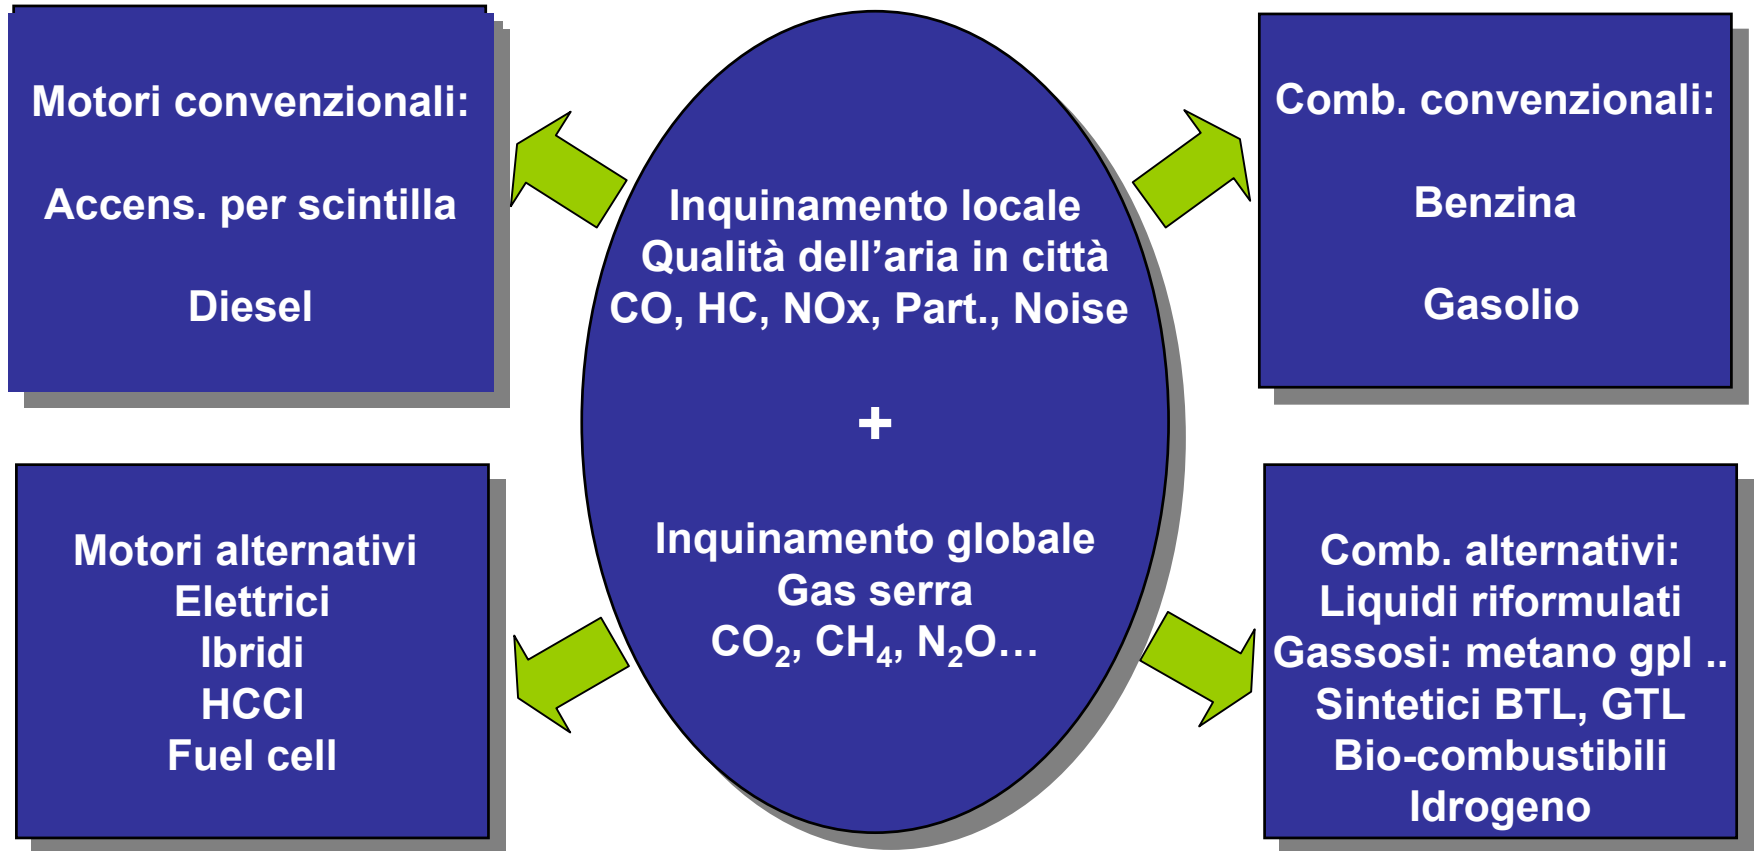 Motori convenzionali:
Accens. per scintilla
Diesel
Inquinamento locale
Qualità dell’aria in città
CO, HC, NOx, Part., Noise
+
Inquinamento globale
Gas serra
CO₂, CH₄, N₂O…
Comb. convenzionali:
Benzina
Gasolio
Motori alternativi
Elettrici
Ibridi
HCCI
Fuel cell
Comb. alternativi:
Liquidi riformulati
Gassosi: metano gpl ..
Sintetici BTL, GTL
Bio-combustibili
Idrogeno